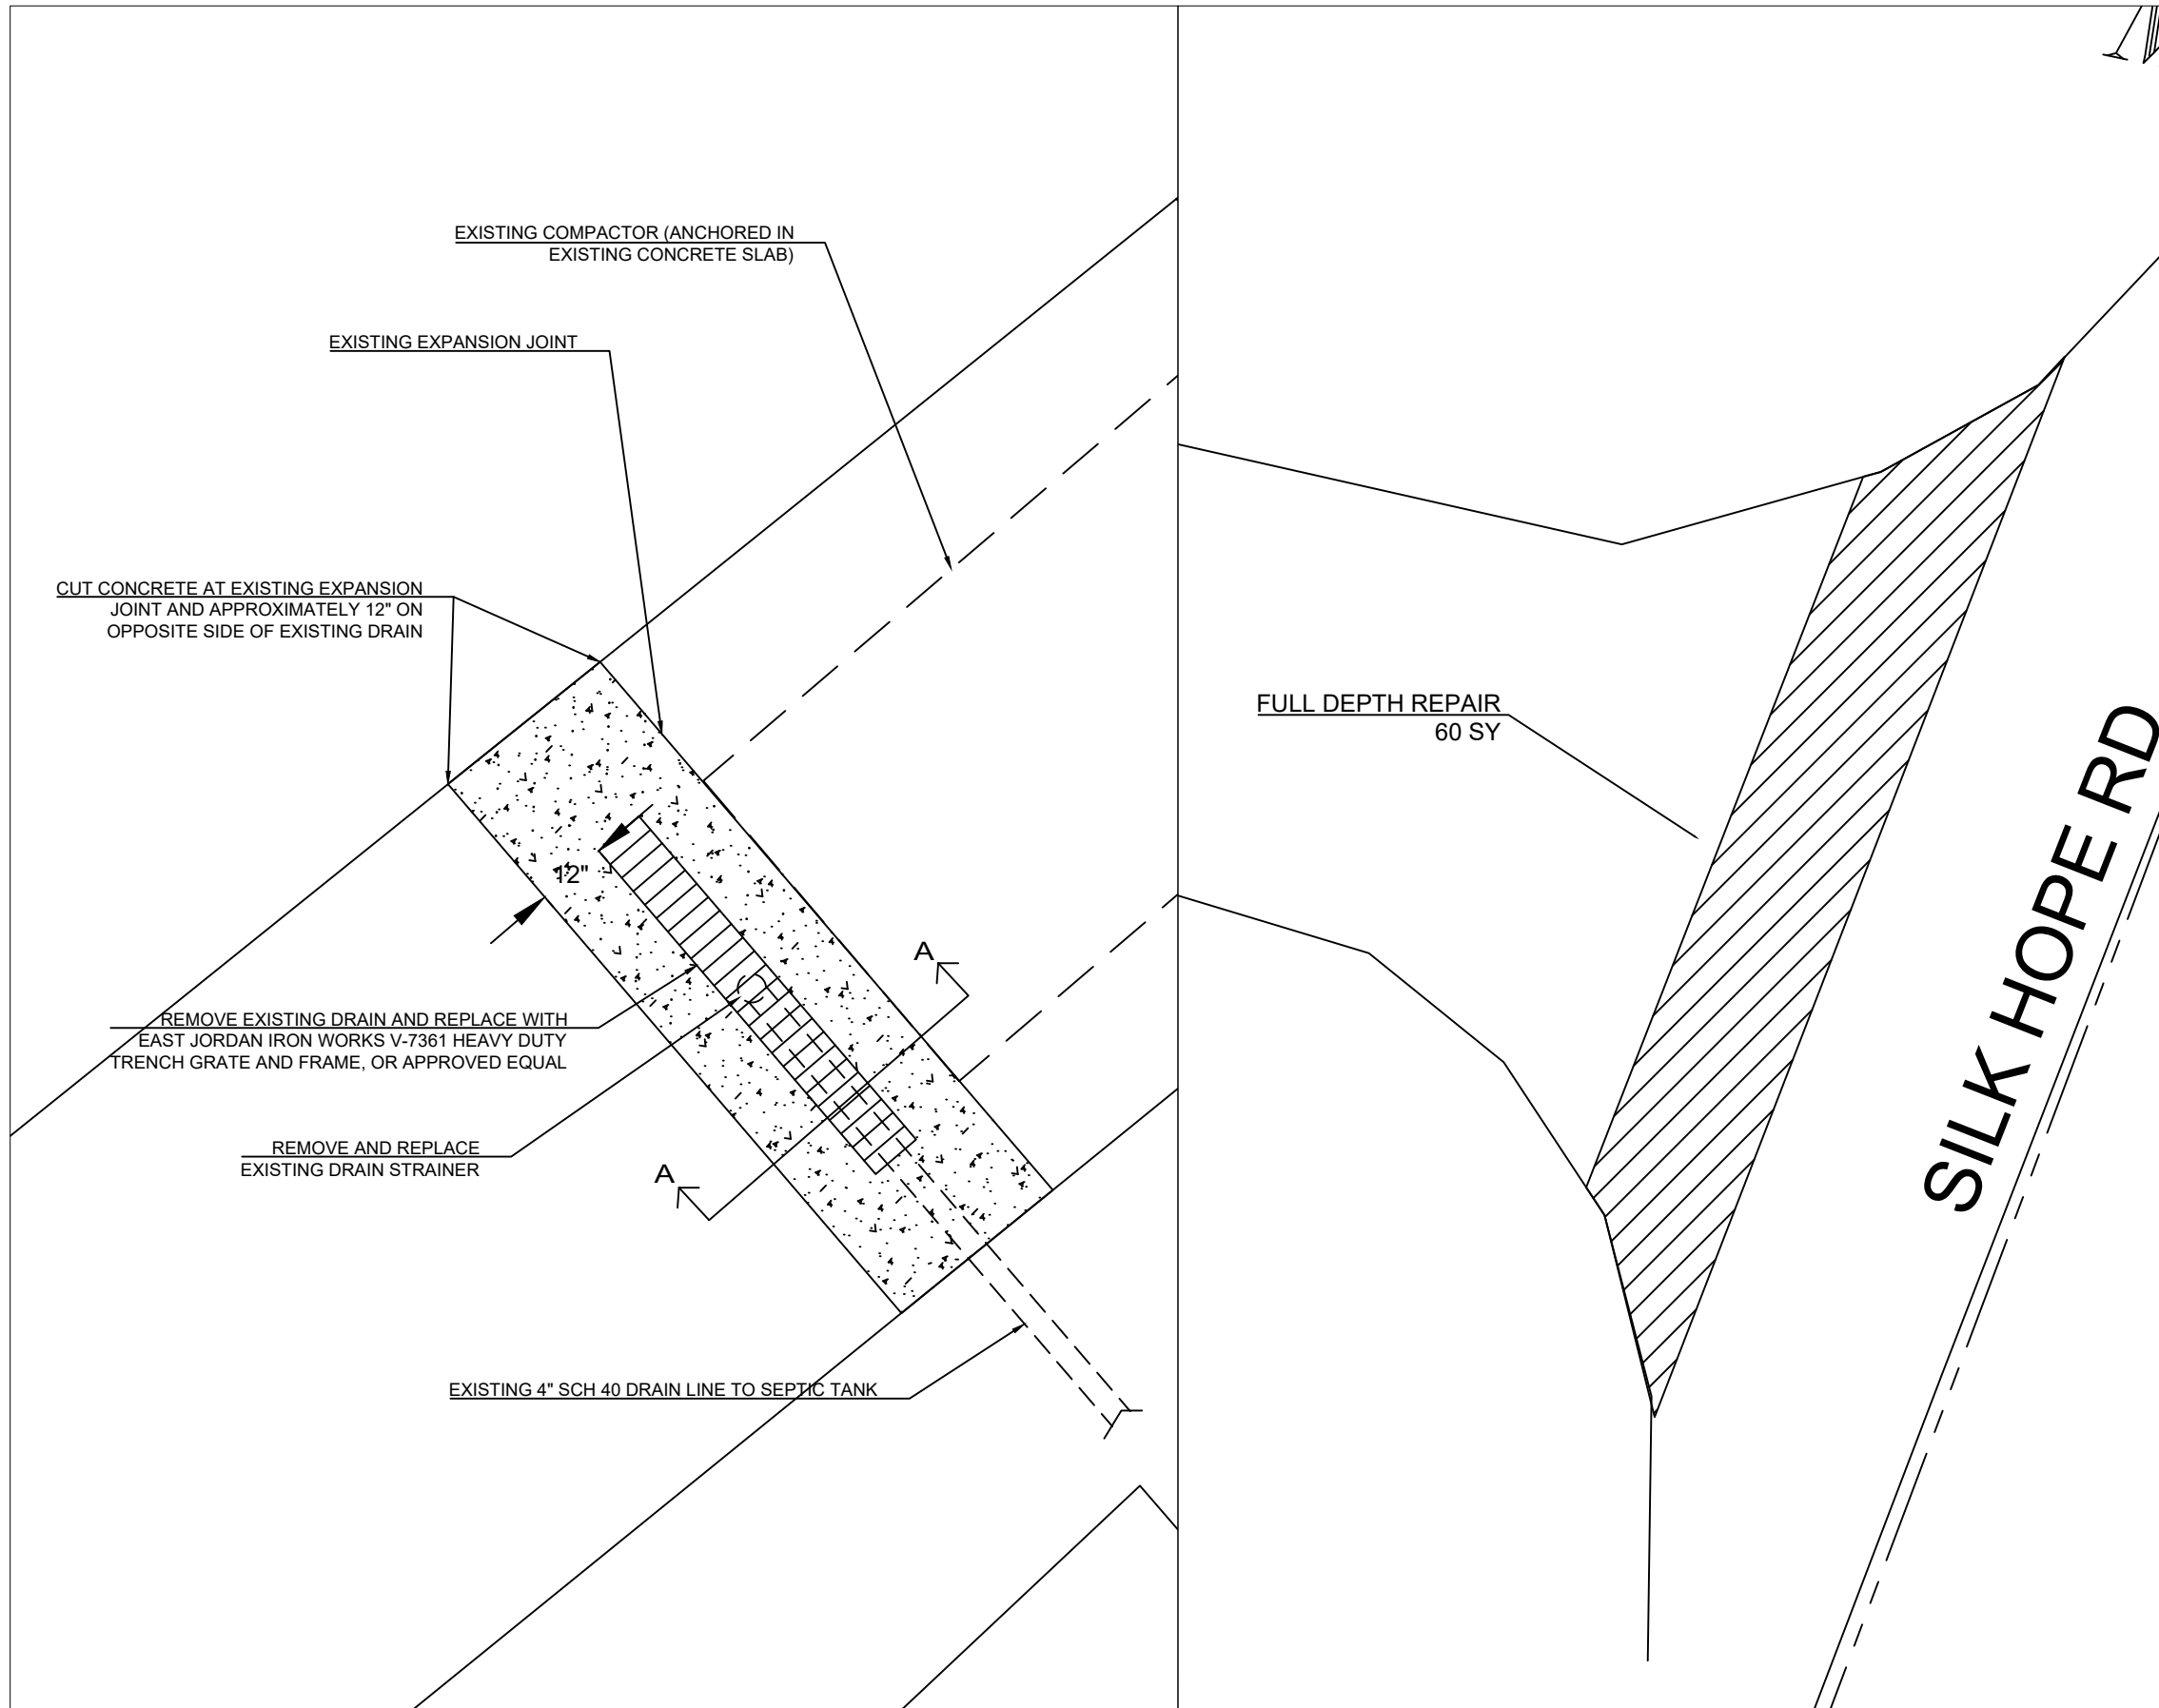 EXISTING COMPACTOR (ANCHORED IN
EXISTING CONCRETE SLAB)
EXISTING EXPANSION JOINT
CUT CONCRETE AT EXISTING EXPANSION
JOINT AND APPROXIMATELY 12" ON
OPPOSITE SIDE OF EXISTING DRAIN
12"
A
REMOVE EXISTING DRAIN AND REPLACE WITH
EAST JORDAN IRON WORKS V-7361 HEAVY DUTY
TRENCH GRATE AND FRAME, OR APPROVED EQUAL
REMOVE AND REPLACE
EXISTING DRAIN STRAINER
A
EXISTING 4" SCH 40 DRAIN LINE TO SEPTIC TANK
FULL DEPTH REPAIR
60 SY
SILK HOPE RD